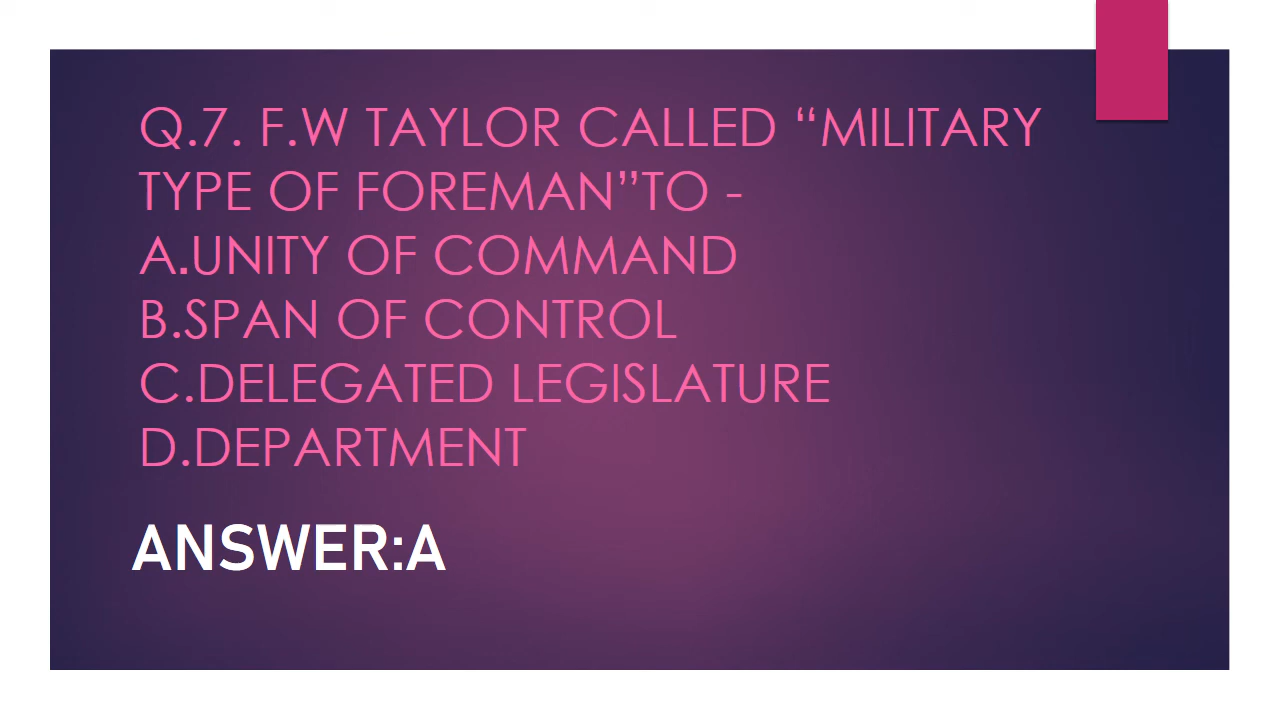 Q.7. F.W TAYLOR CALLED “MILITARY
TYPE OF FOREMAN”TO -
A.UNITY OF COMMAND
B.SPAN OF CONTROL
C.DELEGATED LEGISLATURE
D.DEPARTMENT
ANSWER:A